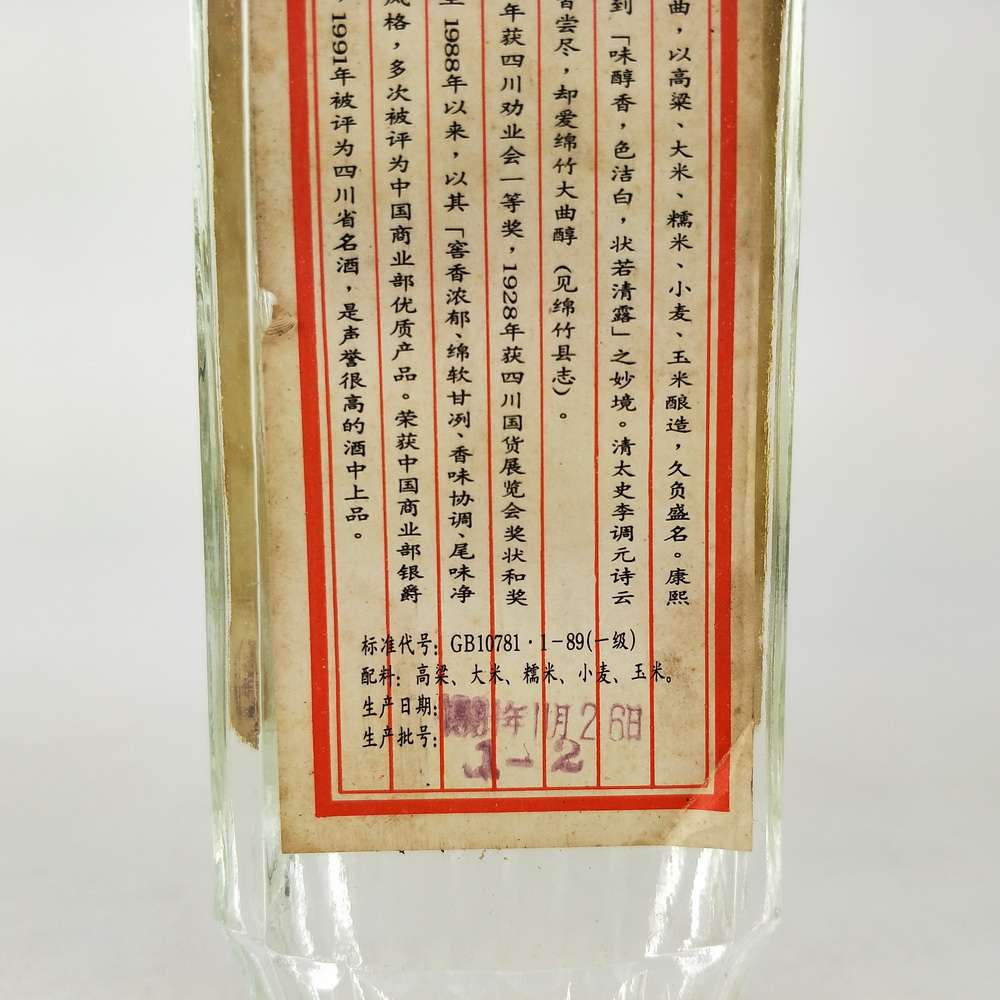 曲，以高粱、大米、糯米、小麦、玉米酿造，久负盛名。康熙
到「味醇香，色洁白，状若清露」之妙境。清太史李调元诗云
尝尽，却爱绵竹大曲醇（见绵竹县志）。
年获四川劝业会一等奖，1928年获四川国货展览会奖状和奖
1988年以来，以其「窖香浓郁、绵软甘冽、香味协调、尾味净
风格，多次被评为中国商业部优质产品。荣获中国商业部银爵
，1991年被评为四川省名酒，是声誉很高的酒中上品。
标准代号：GB10781·1-89(一级)
配料：高粱、大米、糯米、小麦、玉米。
生产日期：年11月26日
生产批号：1-2